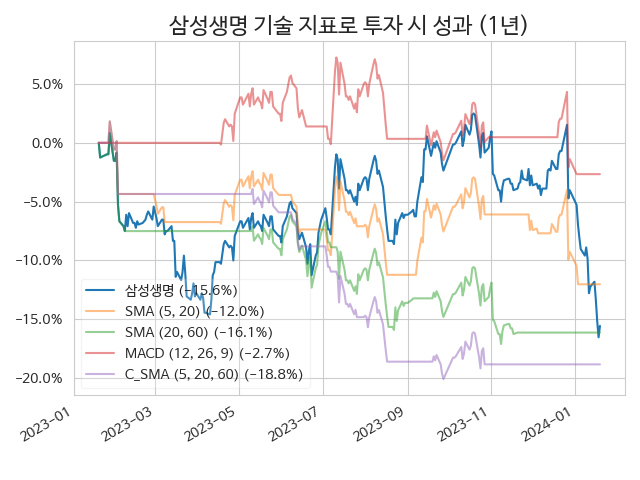 삼성생명 기술 지표로 투자 시 성과 (1년)
5.0%
0.0%
−5.0%
−10.0%
−15.0%
−20.0%
삼성생명 (−15.6%)
SMA (5, 20) (−12.0%)
SMA (20, 60) (−16.1%)
MACD (12, 26, 9) (−2.7%)
C_SMA (5, 20, 60) (−18.8%)
2023−01
2023−03
2023−05
2023−07
2023−09
2023−11
2024−01